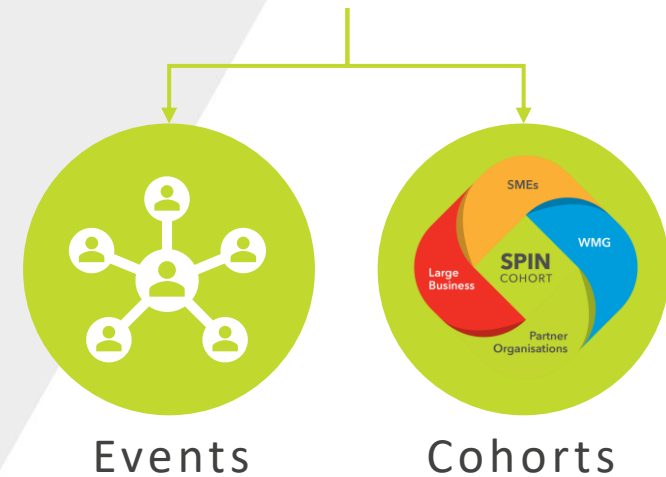 SMEs
WMG
SPIN
COHORT
Large
Business
Partner
Organisations
Events
Cohorts